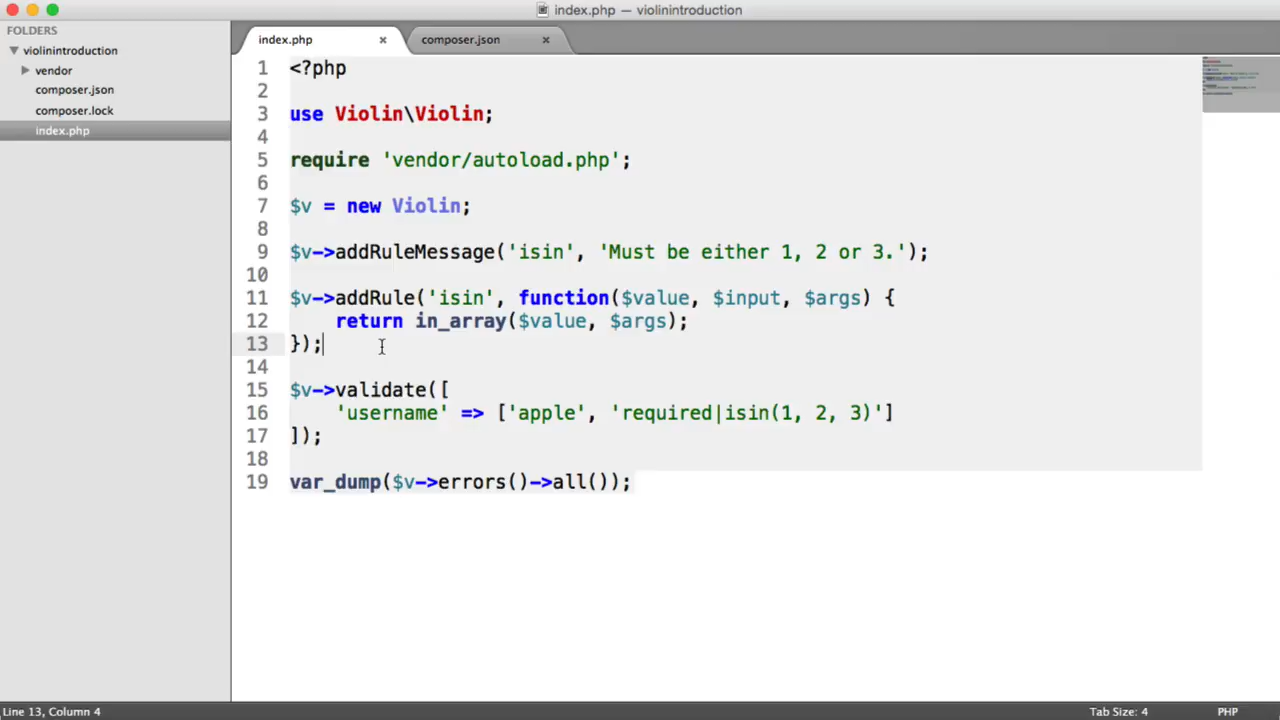 index.php — violinintroduction
FOLDERS
violinintroduction
vendor
composer.json
composer.lock
index.php
index.php
composer.json
1 <?php
2
3 use Violin\Violin;
4
5 require 'vendor/autoload.php';
6
7 $v = new Violin;
8
9 $v->addRuleMessage('isin', 'Must be either 1, 2 or 3.');
10
11 $v->addRule('isin', function($value, $input, $args) {
12     return in_array($value, $args);
13 });
14
15 $v->validate([
16     'username' => ['apple', 'required|isin(1, 2, 3)']
17 ]);
18
19 var_dump($v->errors()->all());
Line 13, Column 4
Tab Size: 4
PHP